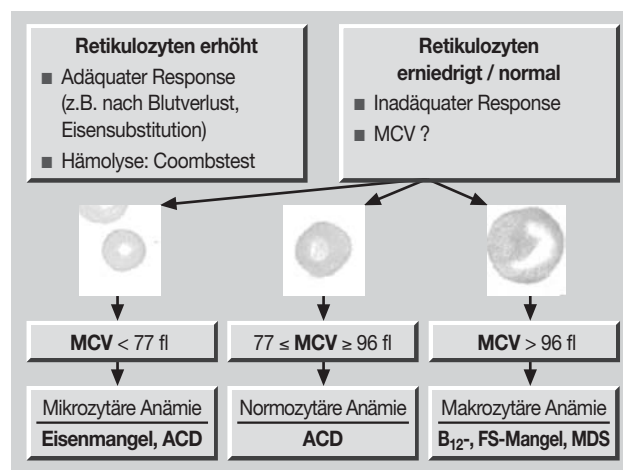 Retikulozyten erhöht
■ Adäquater Response
(z.B. nach Blutverlust,
Eisensubstitution)
■ Hämolyse: Coombstest
Retikulozyten
erniedrigt / normal
■ Inadäquater Response
■ MCV ?
MCV < 77 fl
77 ≤ MCV ≥ 96 fl
MCV > 96 fl
Mikrozytäre Anämie
Eisenmangel, ACD
Normozytäre Anämie
ACD
Makrozytäre Anämie
B₁₂-, FS-Mangel, MDS